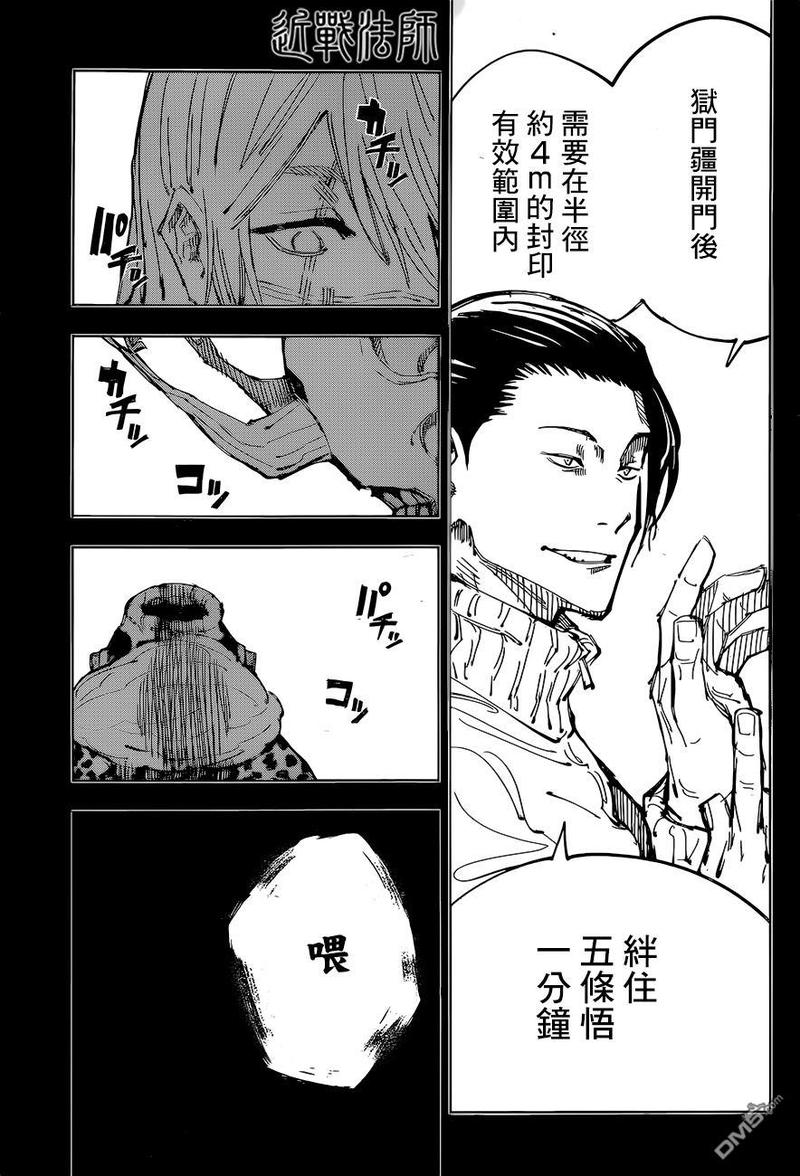 近戰法師
獄門疆開門後
需要在半徑
約4m的封印
有效範圍內
絆住
五條悟
一分鐘
カチッ
パチッ
カチッ
コッ
パチッ
コッ
喂
DM5.com